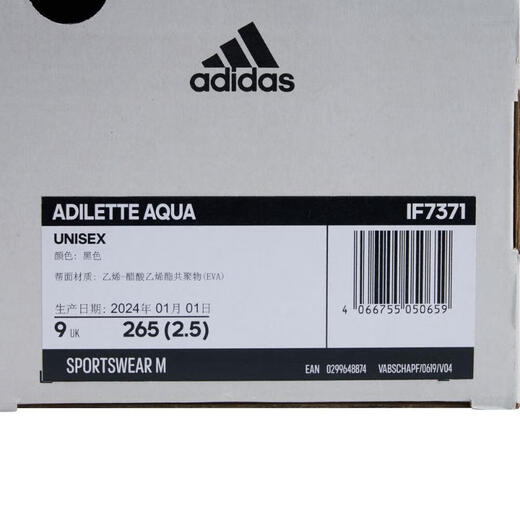 adidas
ADILETTE AQUA IF7371
UNISEX
颜色: 黑色
帮面材质: 乙烯-醋酸乙烯酯共聚物(EVA)
生产日期: 2024年 01月 01日
9 UK 265 (2.5)
4 066755 050659
SPORTSWEAR M EAN 0299648874 VABSCHAPF/0619/V04